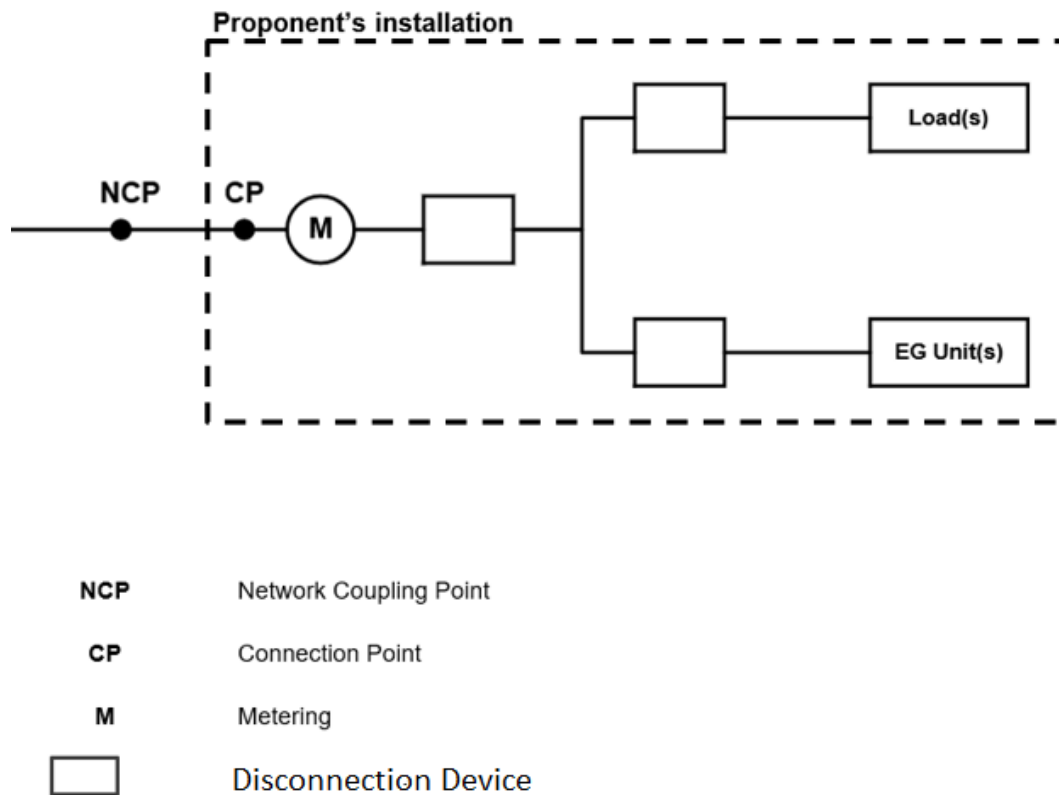 Proponent's installation
Load(s)
NCP
CP
M
EG Unit(s)
NCP Network Coupling Point
CP Connection Point
M Metering
Disconnection Device